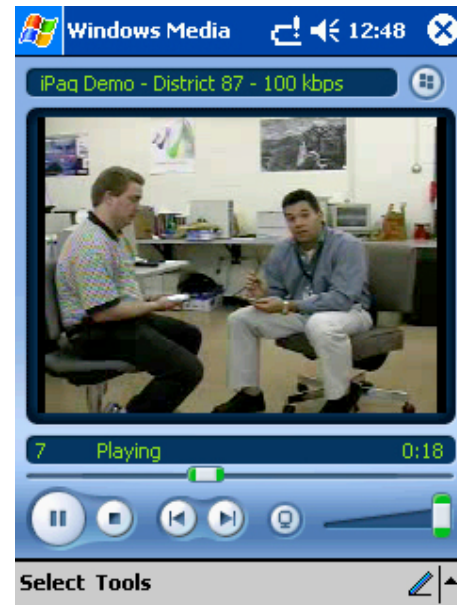 Windows Media 12:48
iPaq Demo - District 87 - 100 kbps
7 Playing 0:18
Select Tools